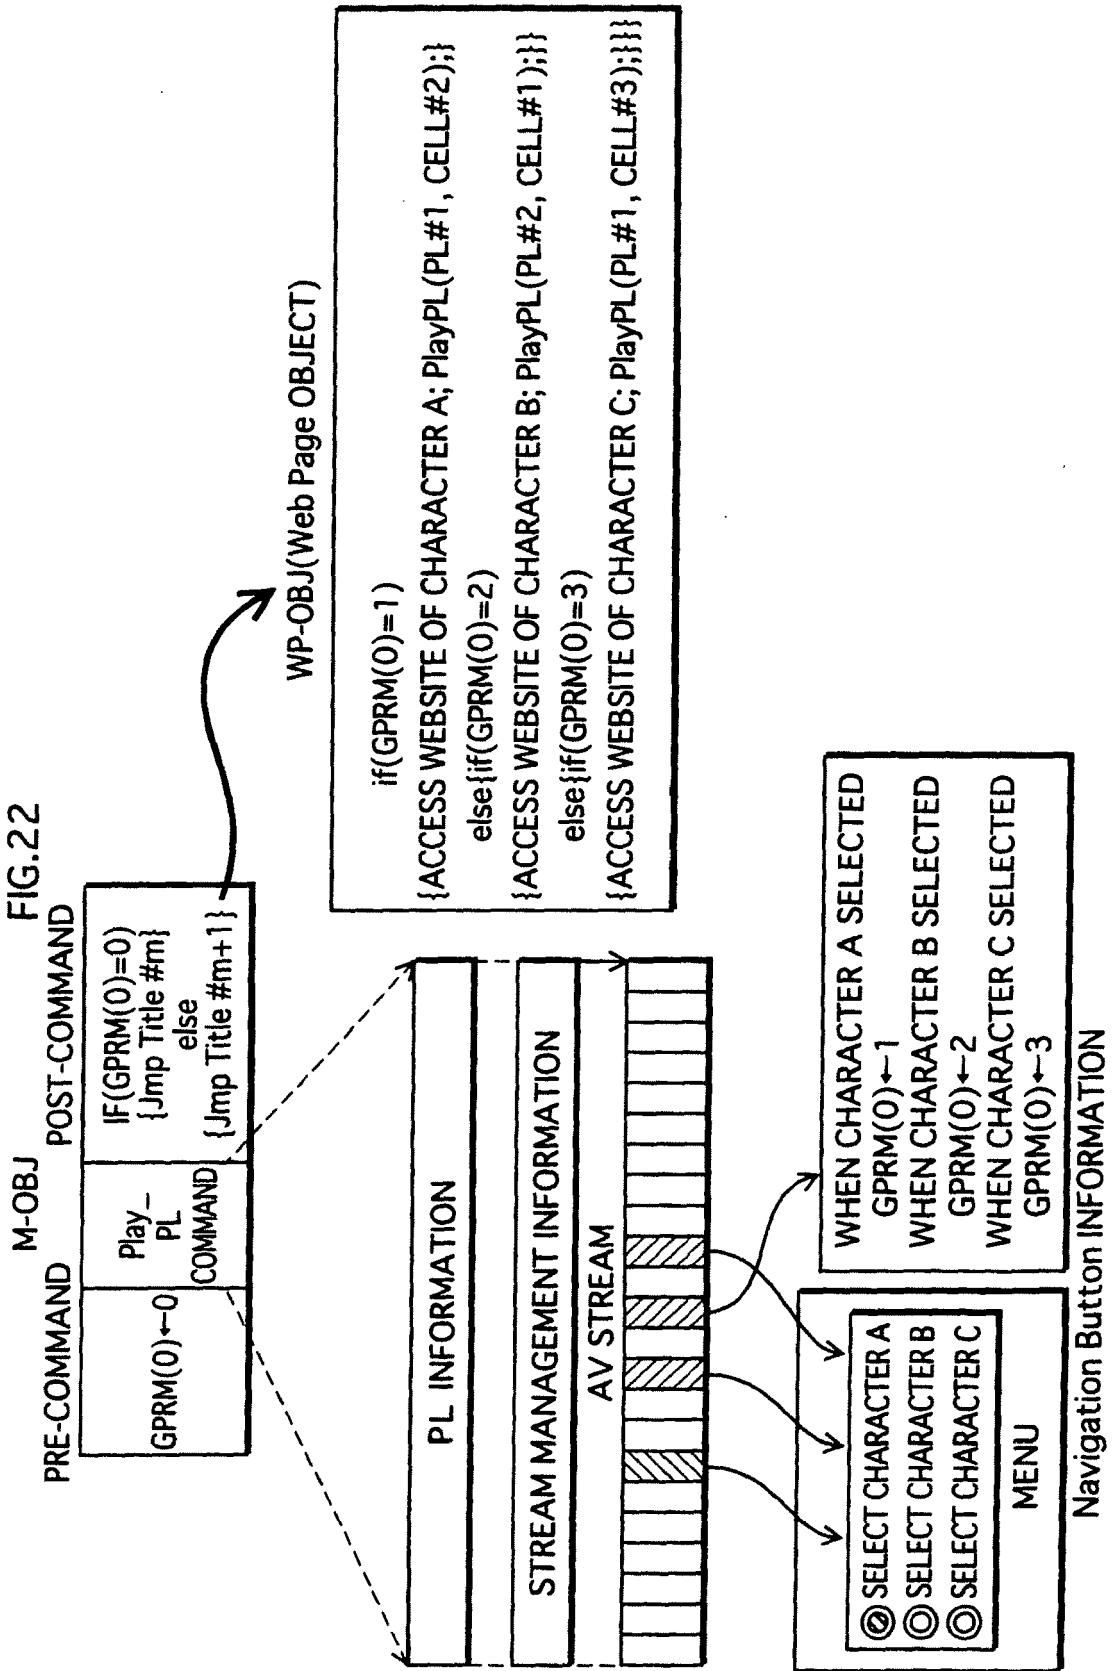 FIG.22
M-OBJ
PRE-COMMAND
POST-COMMAND
GPRM(0)←0
Play_
PL
COMMAND
IF(GPRM(0)=0)
{Jmp Title #m}
else
{Jmp Title #m+1}
WP-OBJ(Web Page OBJECT)
if(GPRM(0)=1)
{ACCESS WEBSITE OF CHARACTER A; PlayPL(PL#1, CELL#2);}
else{if(GPRM(0)=2)
{ACCESS WEBSITE OF CHARACTER B; PlayPL(PL#2, CELL#1);}}
else{if(GPRM(0)=3)
{ACCESS WEBSITE OF CHARACTER C; PlayPL(PL#1, CELL#3);}}}
PL INFORMATION
STREAM MANAGEMENT INFORMATION
AV STREAM
SELECT CHARACTER A
SELECT CHARACTER B
SELECT CHARACTER C
MENU
WHEN CHARACTER A SELECTED
GPRM(0)←1
WHEN CHARACTER B SELECTED
GPRM(0)←2
WHEN CHARACTER C SELECTED
GPRM(0)←3
Navigation Button INFORMATION